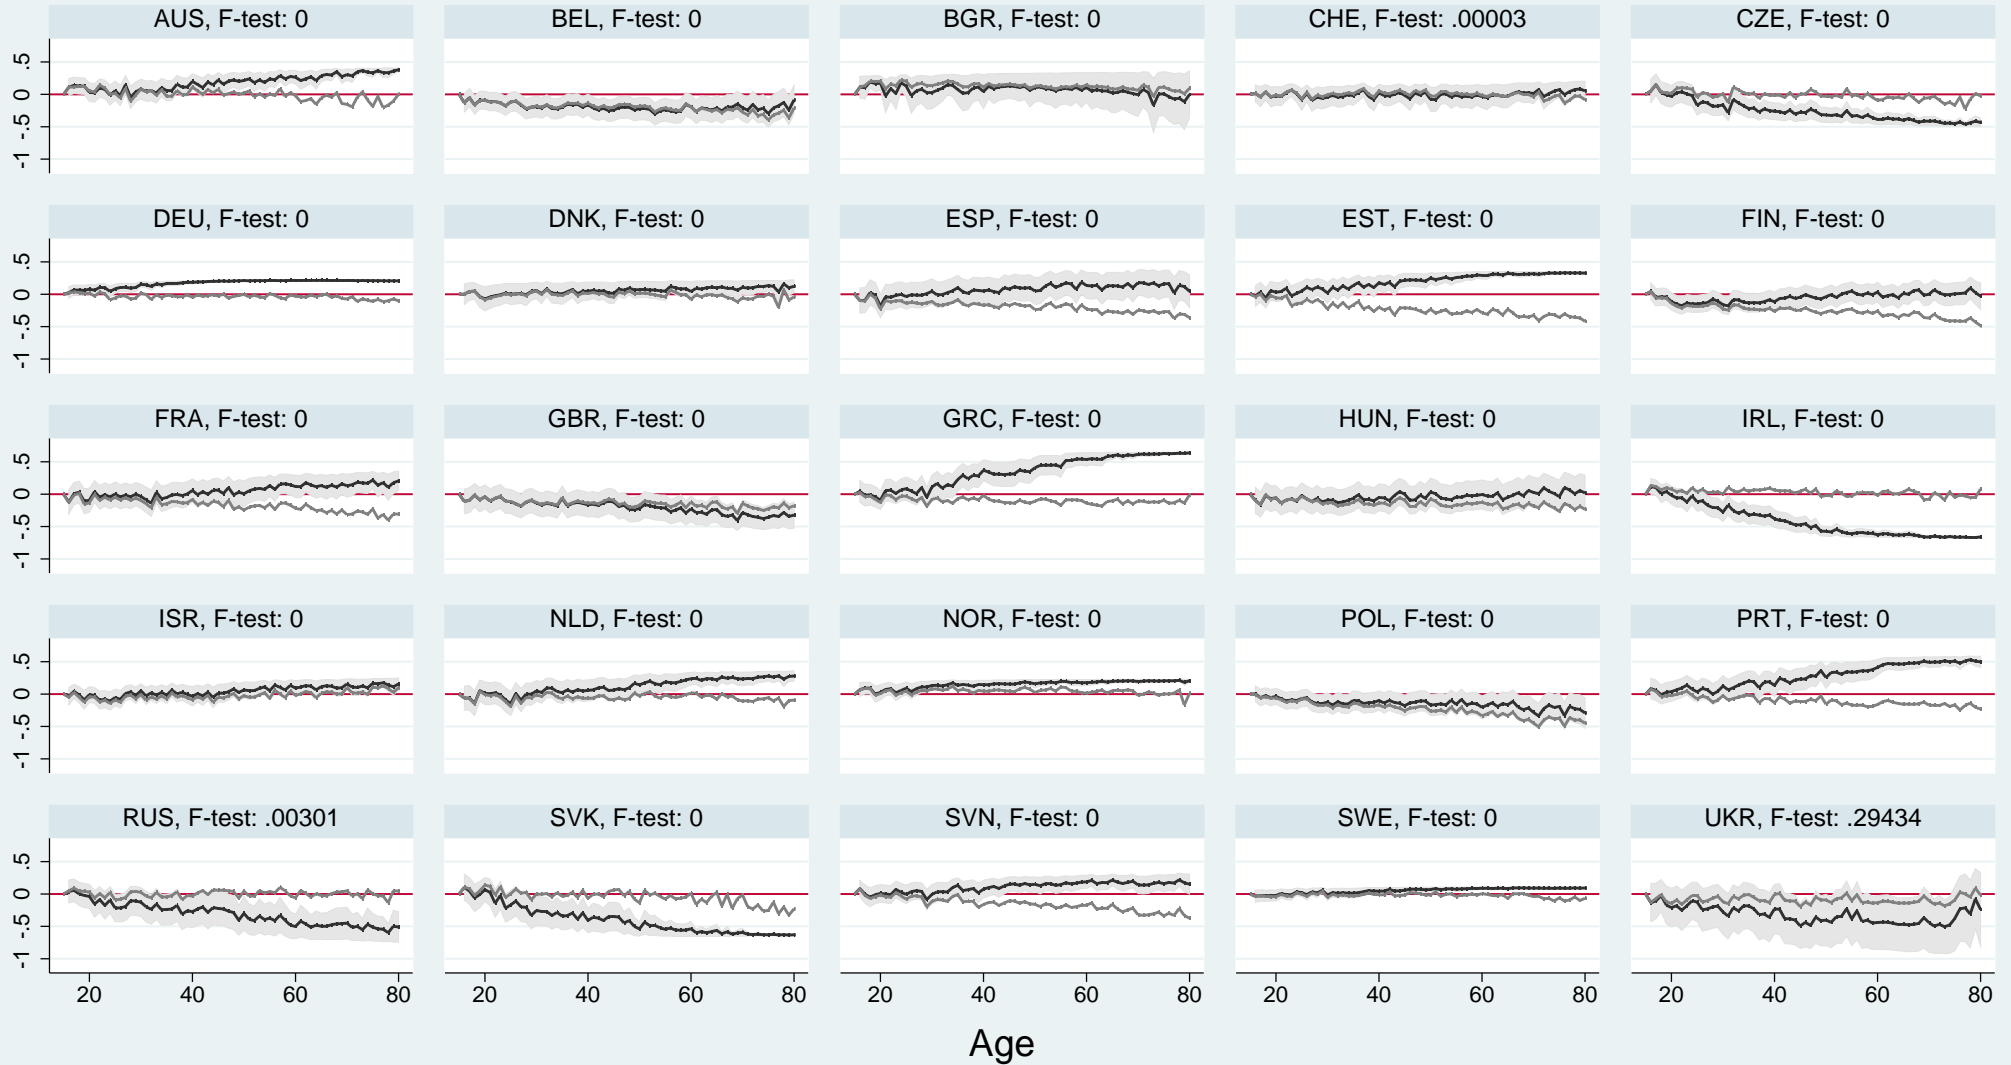 AUS, F-test: 0
BEL, F-test: 0
BGR, F-test: 0
CHE, F-test: .00003
CZE, F-test: 0
.5
0
-.5
-1
DEU, F-test: 0
DNK, F-test: 0
ESP, F-test: 0
EST, F-test: 0
FIN, F-test: 0
.5
0
-.5
-1
FRA, F-test: 0
GBR, F-test: 0
GRC, F-test: 0
HUN, F-test: 0
IRL, F-test: 0
.5
0
-.5
-1
ISR, F-test: 0
NLD, F-test: 0
NOR, F-test: 0
POL, F-test: 0
PRT, F-test: 0
.5
0
-.5
-1
RUS, F-test: .00301
SVK, F-test: 0
SVN, F-test: 0
SWE, F-test: 0
UKR, F-test: .29434
.5
0
-.5
-1
20 40 60 80
20 40 60 80
20 40 60 80
20 40 60 80
20 40 60 80
Age